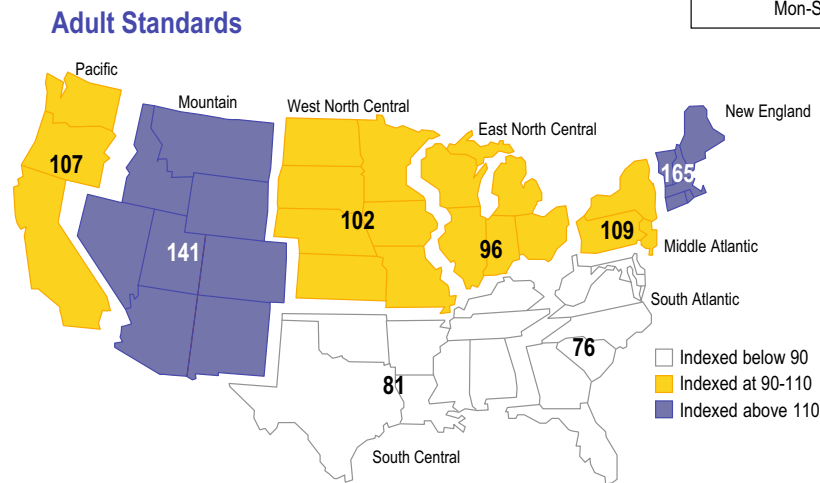 Mon-S
Adult Standards
Pacific
Mountain
West North Central
East North Central
New England
107
141
102
96
109
165
Middle Atlantic
South Atlantic
76
81
South Central
Indexed below 90
Indexed at 90-110
Indexed above 110